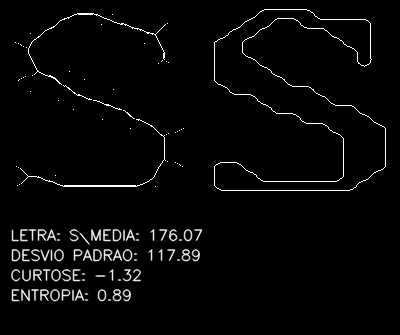 S S
LETRA: S\MEDIA: 176.07
DESVIO PADRAO: 117.89
CURTOSE: -1.32
ENTROPIA: 0.89